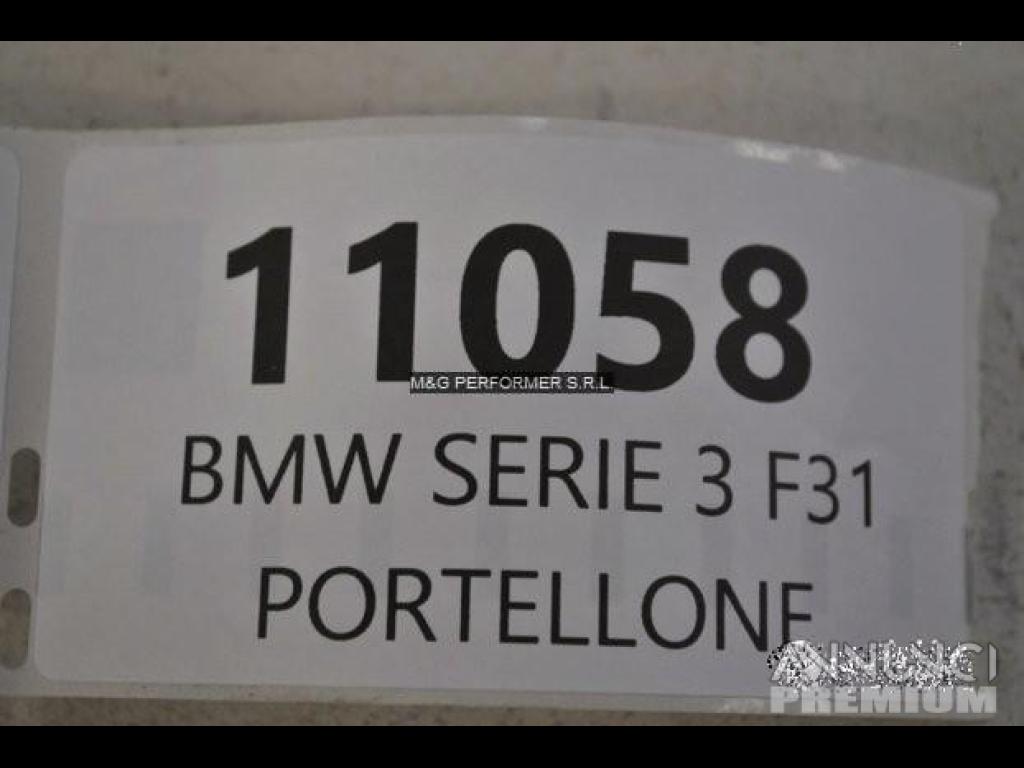 11058
M&G PERFORMER S.R.L.
BMW SERIE 3 F31
PORTELLONE
ANNUNCI
PREMIUM